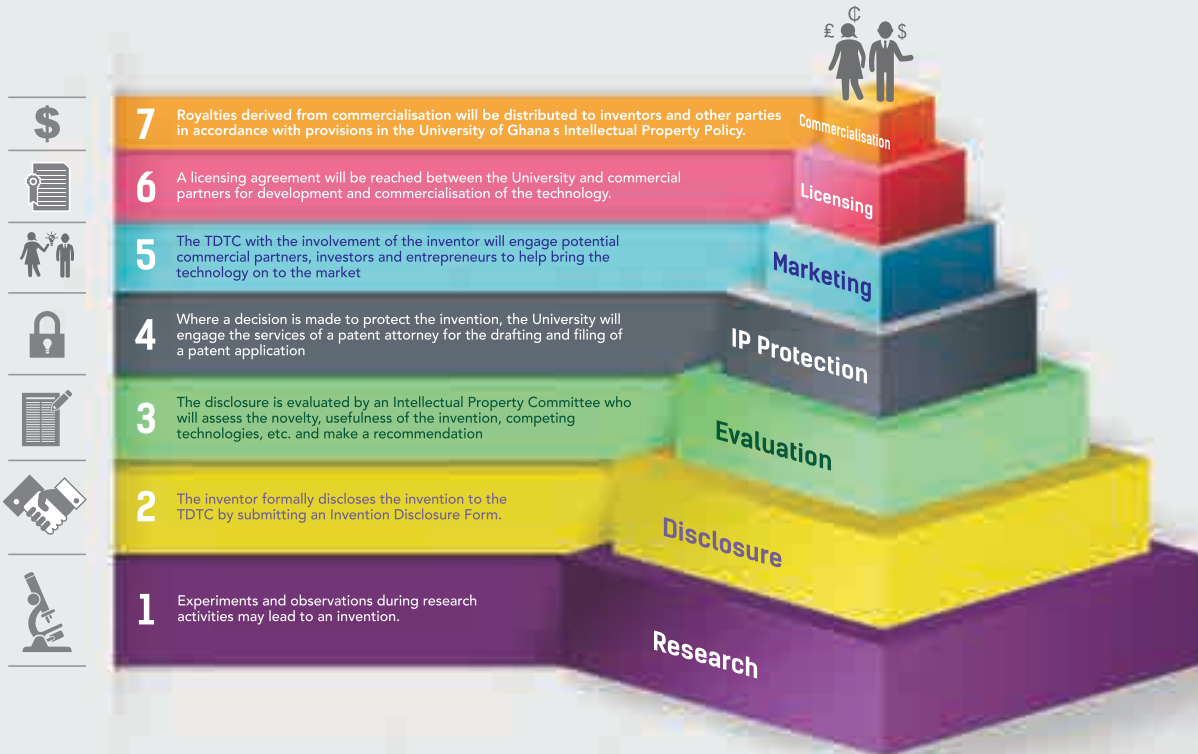 £ ₵ $
$
7
Royalties derived from commercialisation will be distributed to inventors and other parties
in accordance with provisions in the University of Ghana s Intellectual Property Policy.
Commercialisation
6
A licensing agreement will be reached between the University and commercial
partners for development and commercialisation of the technology.
Licensing
5
The TDTC with the involvement of the inventor will engage potential
commercial partners, investors and entrepreneurs to help bring the
technology on to the market
Marketing
4
Where a decision is made to protect the invention, the University will
engage the services of a patent attorney for the drafting and filing of
a patent application
IP Protection
3
The disclosure is evaluated by an Intellectual Property Committee who
will assess the novelty, usefulness of the invention, competing
technologies, etc. and make a recommendation
Evaluation
2
The inventor formally discloses the invention to the
TDTC by submitting an Invention Disclosure Form.
Disclosure
1
Experiments and observations during research
activities may lead to an invention.
Research